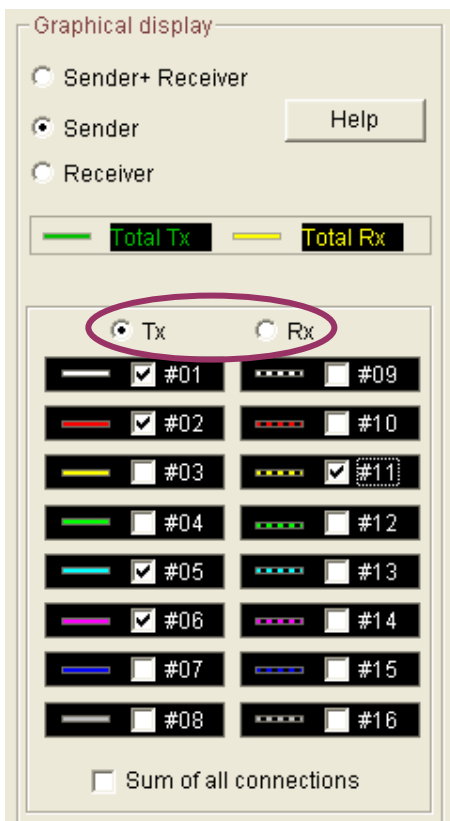 Graphical display
Sender+ Receiver
Sender
Help
Receiver
Total Tx Total Rx
Tx Rx
#01 #09
#02 #10
#03 #11
#04 #12
#05 #13
#06 #14
#07 #15
#08 #16
Sum of all connections